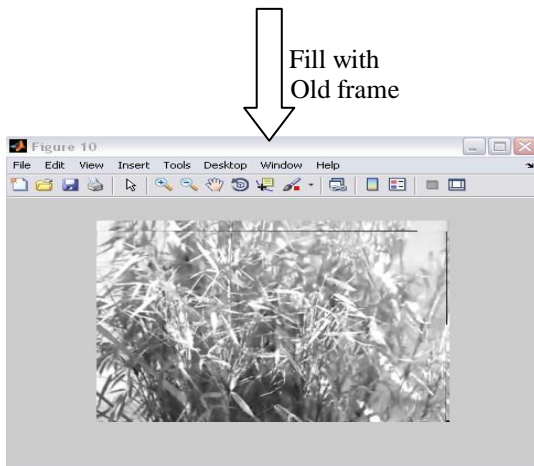 Fill with
Old frame
Figure 10
File Edit View Insert Tools Desktop Window Help